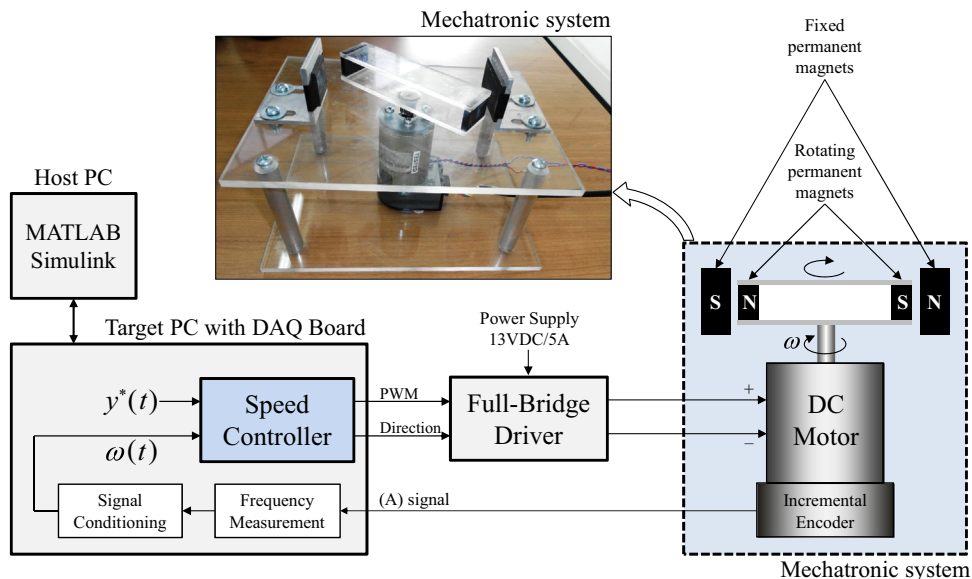 Mechatronic system
Fixed
permanent
magnets
Rotating
permanent
magnets
Host PC
MATLAB
Simulink
Target PC with DAQ Board
y*(t)
ω(t)
Speed
Controller
PWM
Direction
Signal
Conditioning
Frequency
Measurement
(A) signal
Power Supply
13VDC/5A
Full-Bridge
Driver
S N S N
ω
+
−
DC
Motor
Incremental
Encoder
Mechatronic system